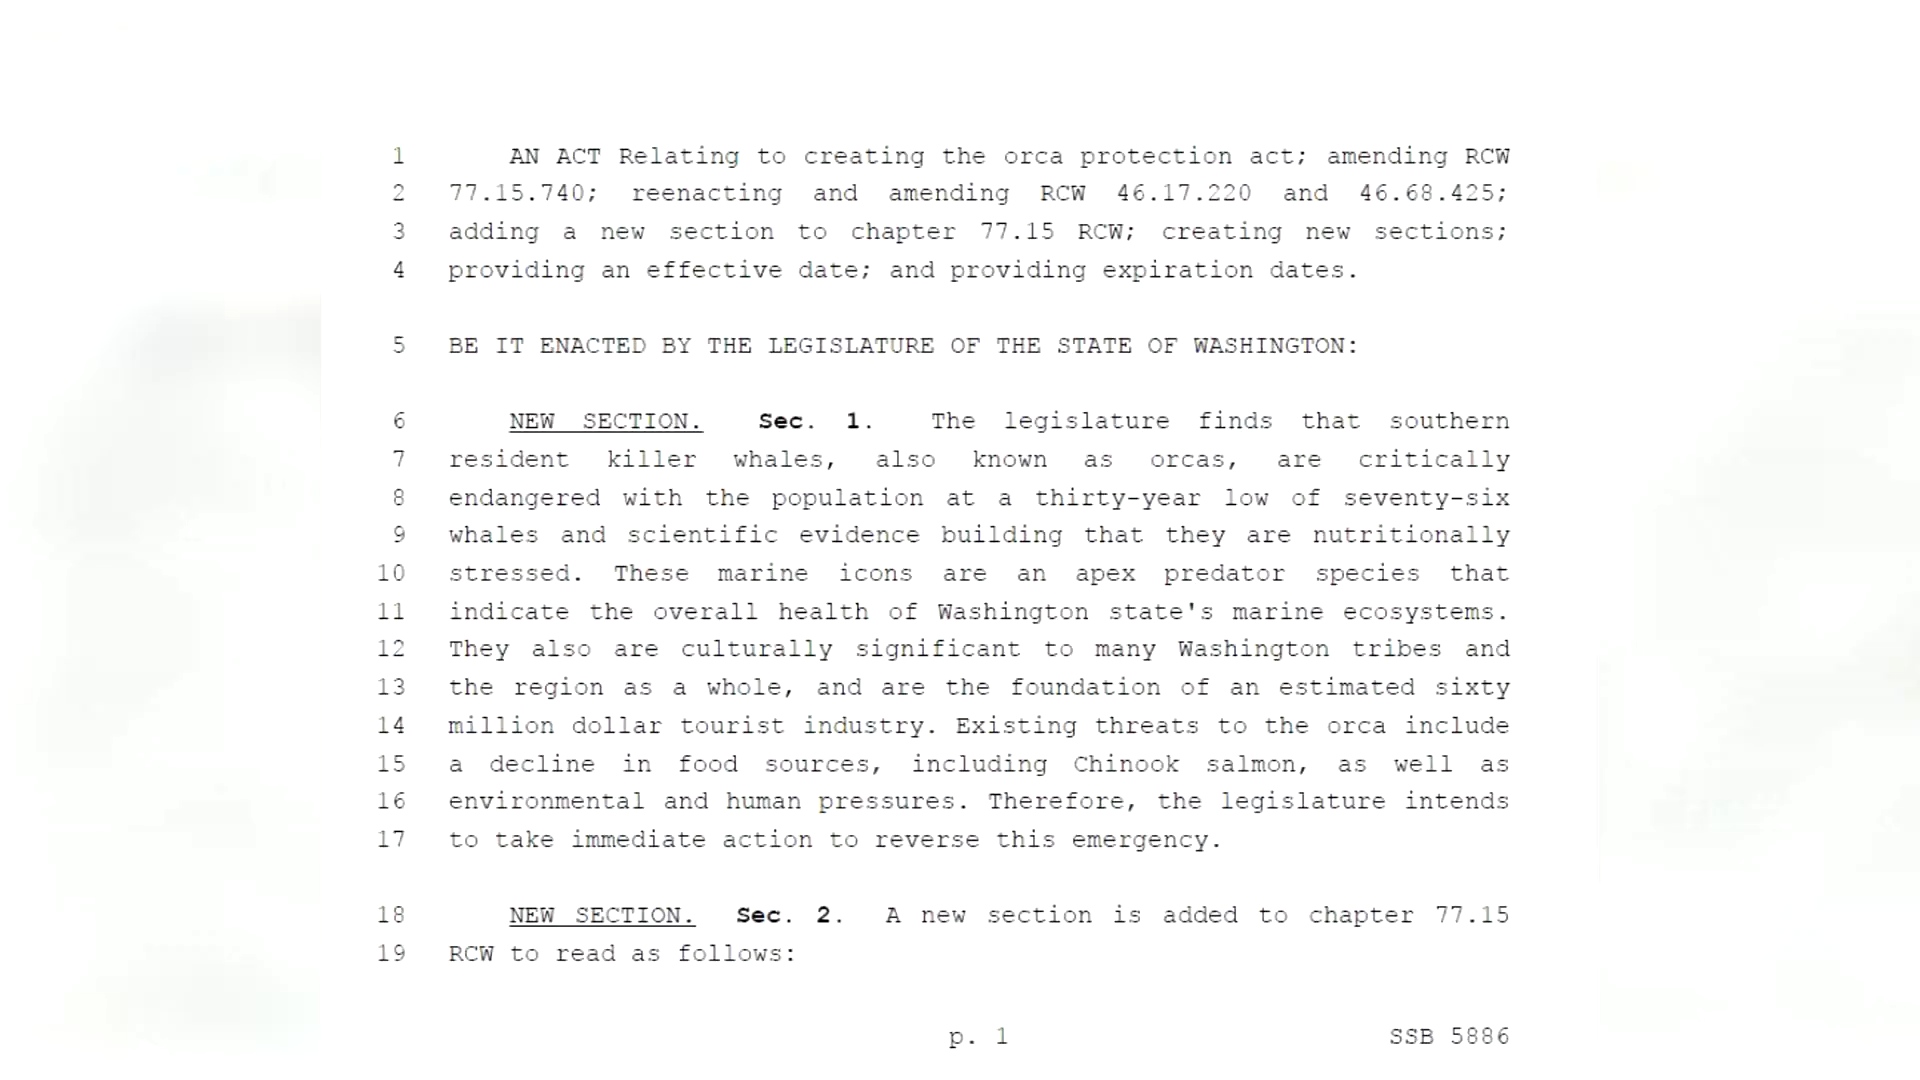 1 AN ACT Relating to creating the orca protection act; amending RCW
2 77.15.740; reenacting and amending RCW 46.17.220 and 46.68.425;
3 adding a new section to chapter 77.15 RCW; creating new sections;
4 providing an effective date; and providing expiration dates.
5 BE IT ENACTED BY THE LEGISLATURE OF THE STATE OF WASHINGTON:
6 NEW SECTION. Sec. 1. The legislature finds that southern
7 resident killer whales, also known as orcas, are critically
8 endangered with the population at a thirty-year low of seventy-six
9 whales and scientific evidence building that they are nutritionally
10 stressed. These marine icons are an apex predator species that
11 indicate the overall health of Washington state's marine ecosystems.
12 They also are culturally significant to many Washington tribes and
13 the region as a whole, and are the foundation of an estimated sixty
14 million dollar tourist industry. Existing threats to the orca include
15 a decline in food sources, including Chinook salmon, as well as
16 environmental and human pressures. Therefore, the legislature intends
17 to take immediate action to reverse this emergency.
18 NEW SECTION. Sec. 2. A new section is added to chapter 77.15
19 RCW to read as follows:
p. 1 SSB 5886